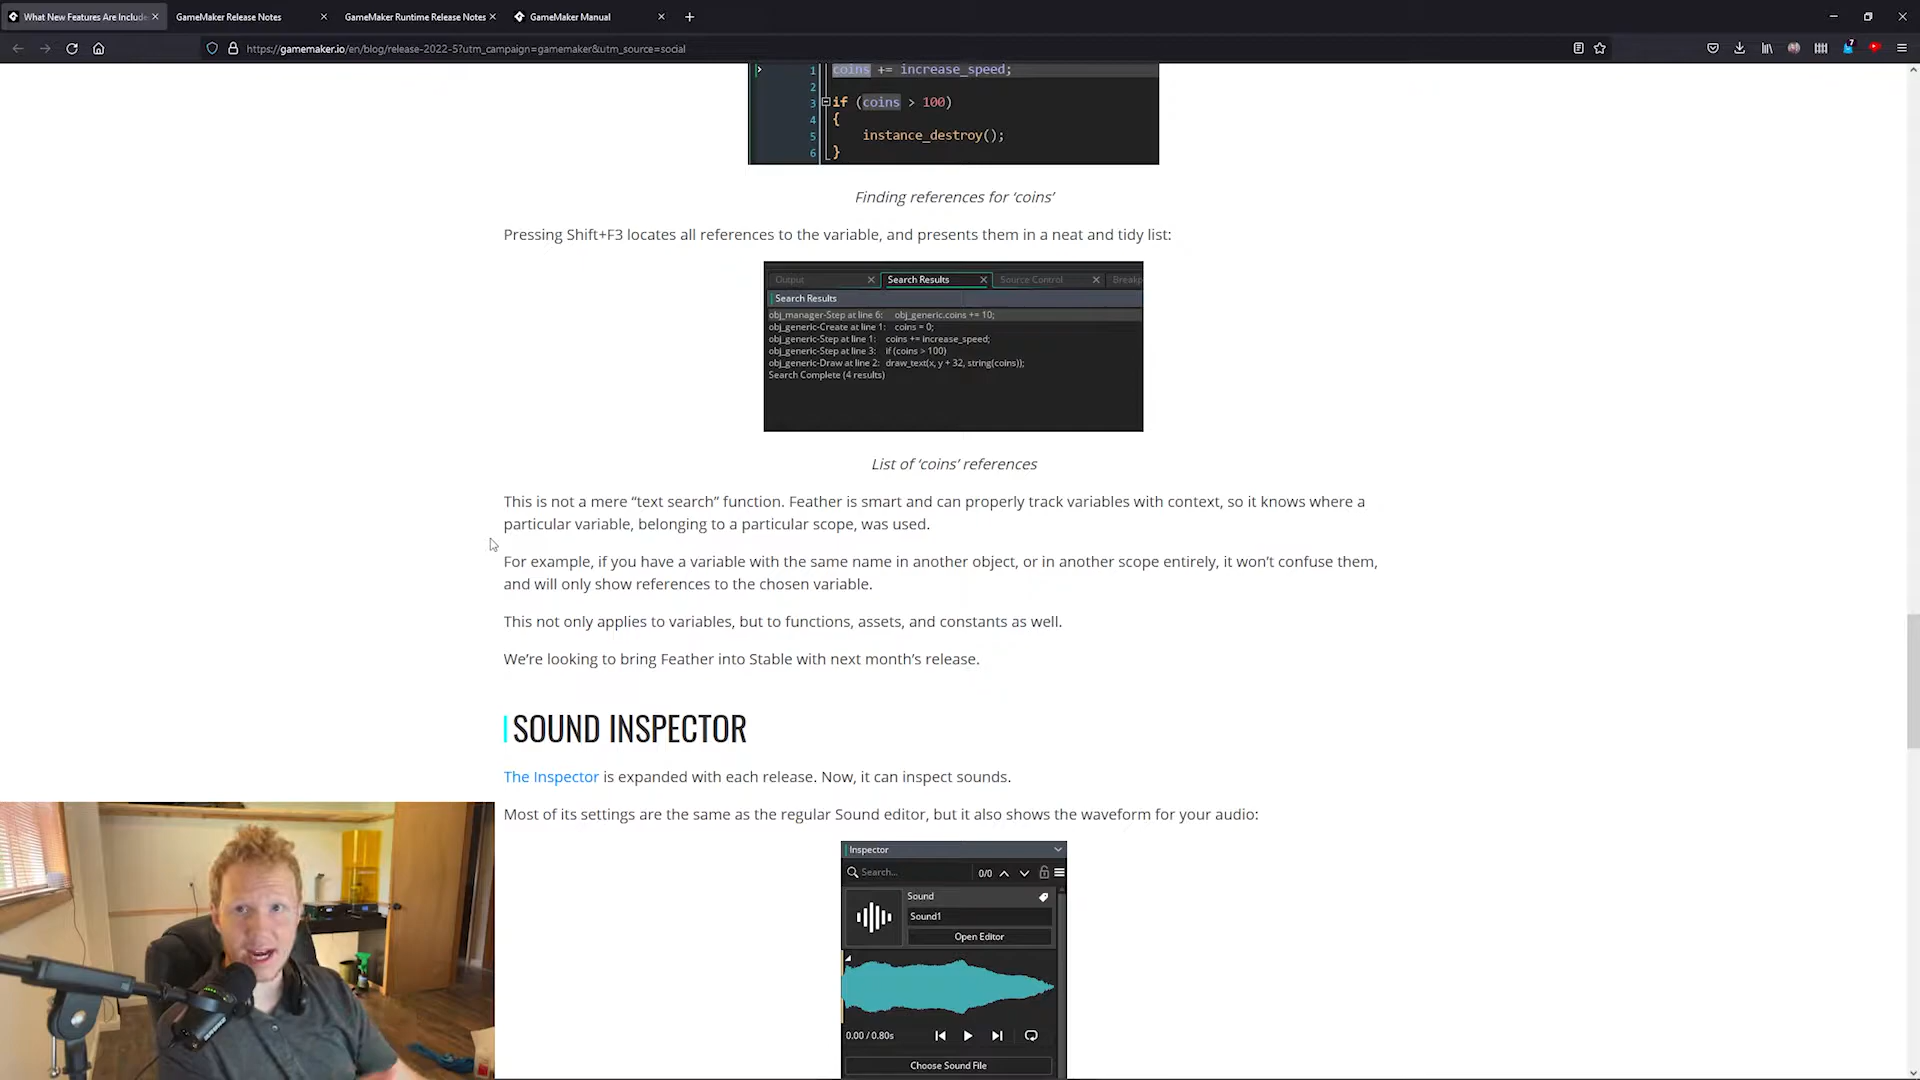 What New Features Are Include
GameMaker Release Notes
GameMaker Runtime Release Notes
GameMaker Manual
https://gamemaker.io/en/blog/release-2022-5?utm_campaign=gamemaker&utm_source=social
7
1 coins += increase_speed;
2
3 if (coins > 100)
4 {
5 instance_destroy();
6 }
Finding references for ‘coins’
Pressing Shift+F3 locates all references to the variable, and presents them in a neat and tidy list:
Output
Search Results
Source Control
Breakp
Search Results
obj_manager-Step at line 6: obj_generic.coins += 10;
obj_generic-Create at line 1: coins = 0;
obj_generic-Step at line 1: coins += increase_speed;
obj_generic-Step at line 3: if (coins > 100)
obj_generic-Draw at line 2: draw_text(x, y + 32, string(coins));
Search Complete (4 results)
List of ‘coins’ references
This is not a mere “text search” function. Feather is smart and can properly track variables with context, so it knows where a
particular variable, belonging to a particular scope, was used.
For example, if you have a variable with the same name in another object, or in another scope entirely, it won’t confuse them,
and will only show references to the chosen variable.
This not only applies to variables, but to functions, assets, and constants as well.
We’re looking to bring Feather into Stable with next month’s release.
SOUND INSPECTOR
The Inspector is expanded with each release. Now, it can inspect sounds.
Most of its settings are the same as the regular Sound editor, but it also shows the waveform for your audio:
Inspector
Search...
0/0
Sound
Sound1
Open Editor
0.00 / 0.80s
Choose Sound File